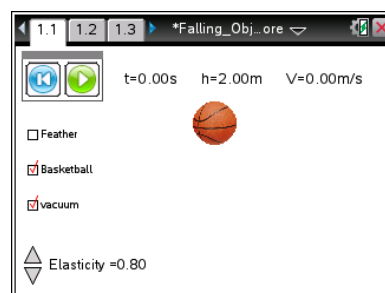 1.1 1.2 1.3 *Falling_Obj...ore
t=0.00s h=2.00m V=0.00m/s
Feather
Basketball
vacuum
Elasticity =0.80